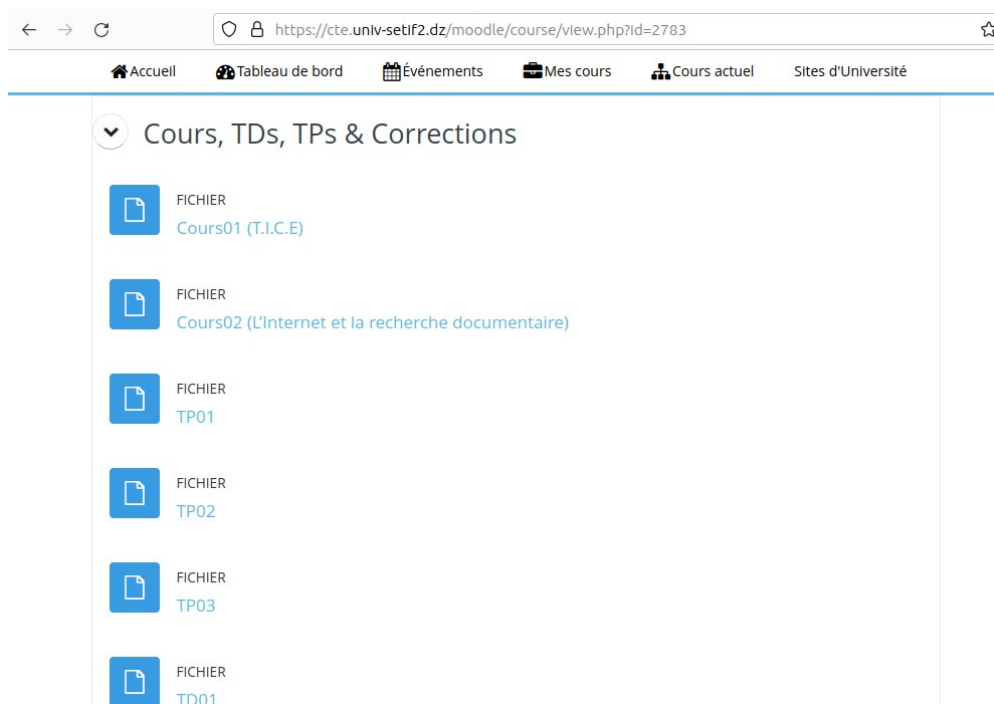 https://cte.univ-setif2.dz/moodle/course/view.php?id=2783
Accueil Tableau de bord Événements Mes cours Cours actuel Sites d'Université
Cours, TDs, TPs & Corrections
FICHIER
Cours01 (T.I.C.E)
FICHIER
Cours02 (L’Internet et la recherche documentaire)
FICHIER
TP01
FICHIER
TP02
FICHIER
TP03
FICHIER
TD01